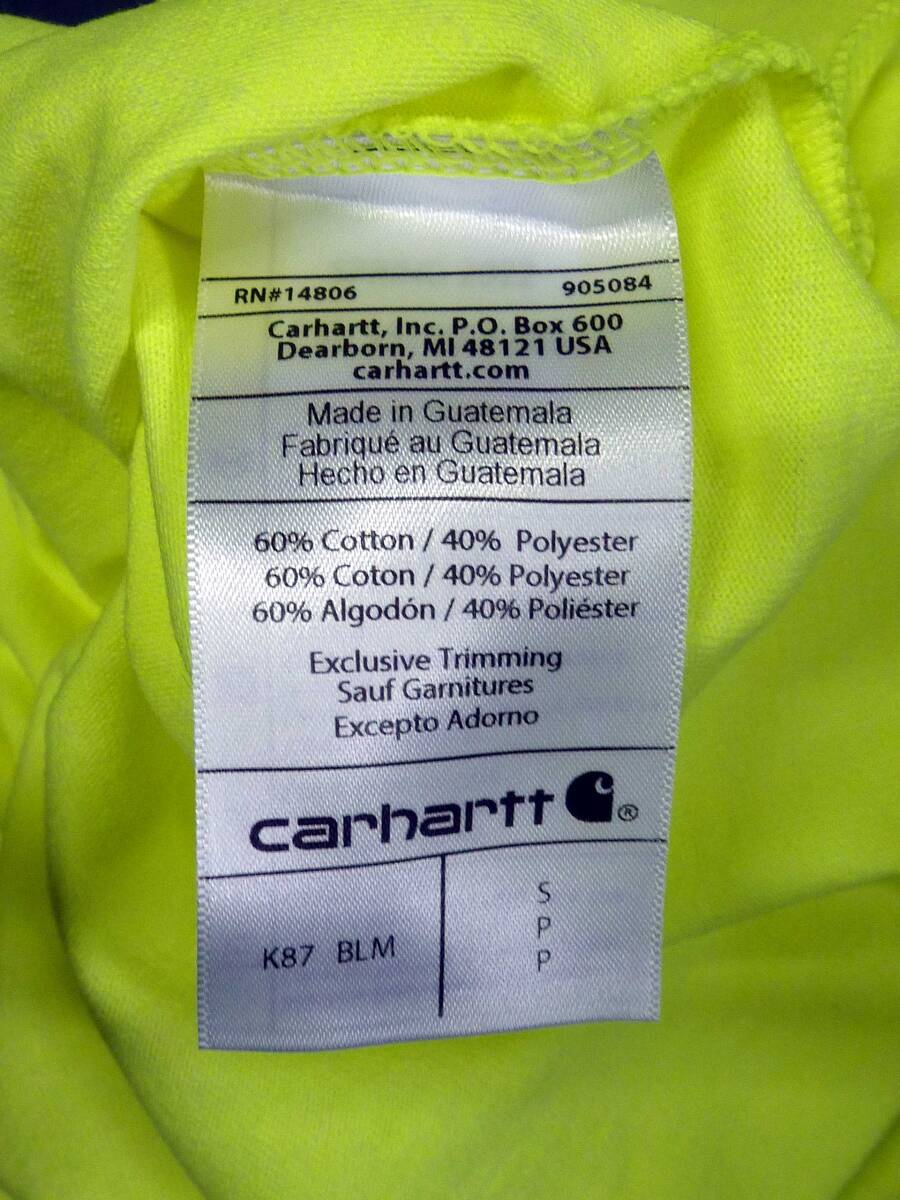 RN#14806 905084
Carhartt, Inc. P.O. Box 600
Dearborn, MI 48121 USA
carhartt.com
Made in Guatemala
Fabriqué au Guatemala
Hecho en Guatemala
60% Cotton / 40% Polyester
60% Coton / 40% Polyester
60% Algodón / 40% Poliéster
Exclusive Trimming
Sauf Garnitures
Excepto Adorno
carhartt ®
K87 BLM
S
P
P